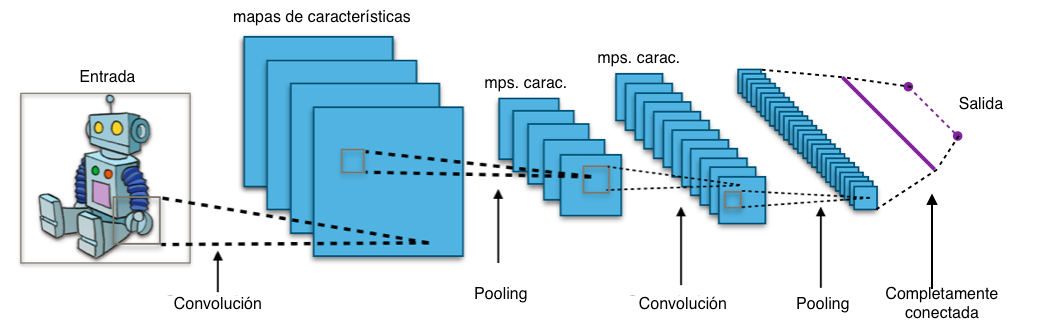 mapas de características
Entrada
mps. carac.
mps. carac.
Salida
Convolución
Pooling
Convolución
Pooling
Completamente
conectada